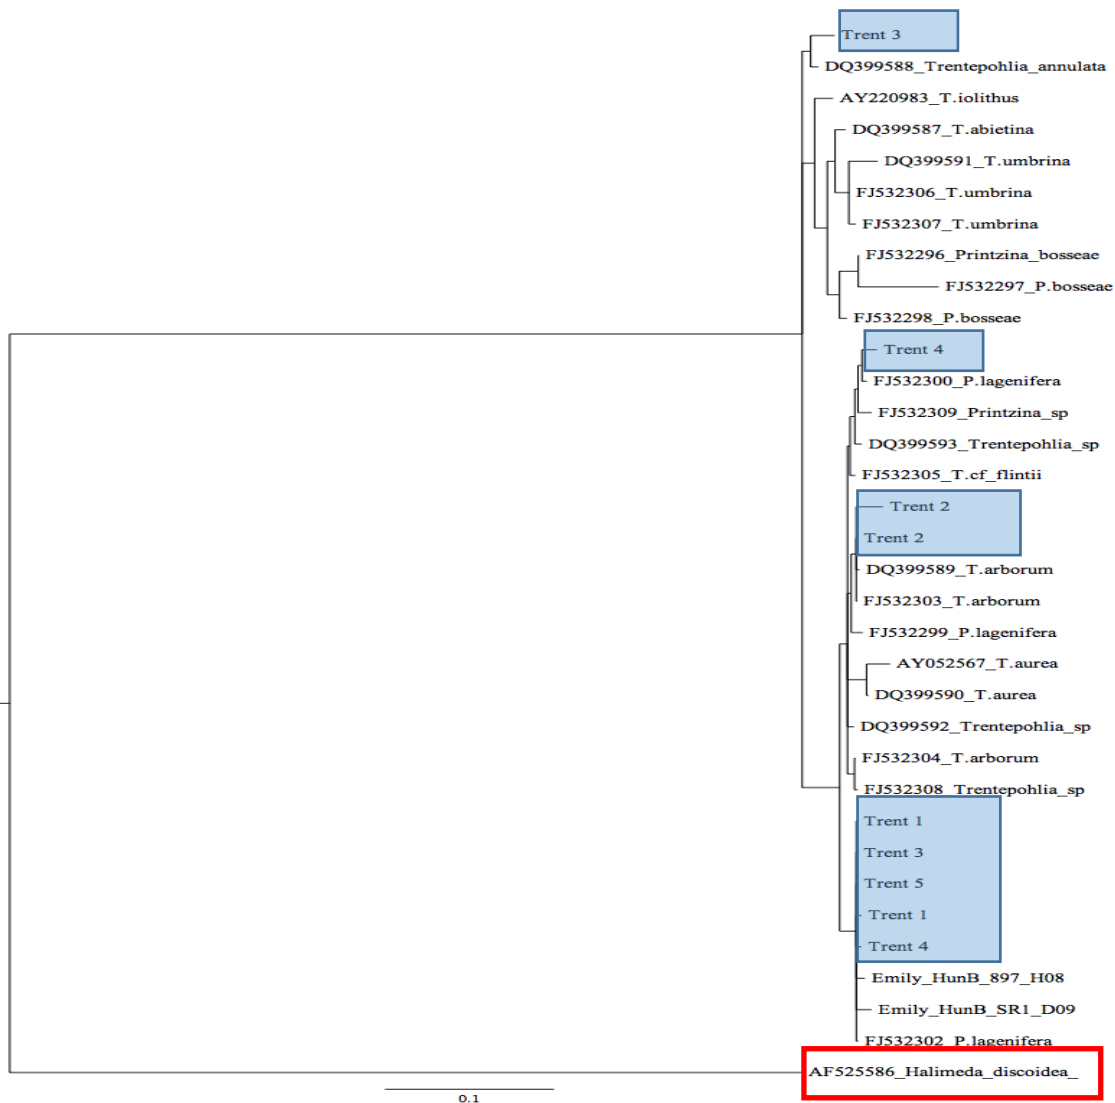 Trent 3
DQ399588_Trentepohlia_annulata
AY220983_T.iolithus
DQ399587_T.abietina
DQ399591_T.umbrina
FJ532306_T.umbrina
FJ532307_T.umbrina
FJ532296_Printzina_bosseae
FJ532297_P.bosseae
FJ532298_P.bosseae
Trent 4
FJ532300_P.lagenifera
FJ532309_Printzina_sp
DQ399593_Trentepohlia_sp
FJ532305_T.cf_flintii
Trent 2
Trent 2
DQ399589_T.arborum
FJ532303_T.arborum
FJ532299_P.lagenifera
AY052567_T.aurea
DQ399590_T.aurea
DQ399592_Trentepohlia_sp
FJ532304_T.arborum
FJ532308_Trentepohlia_sp
Trent 1
Trent 3
Trent 5
Trent 1
Trent 4
Emily_HunB_897_H08
Emily_HunB_SR1_D09
FJ532302_P.lagenifera
AF525586_Halimeda_discoidea_
0.1